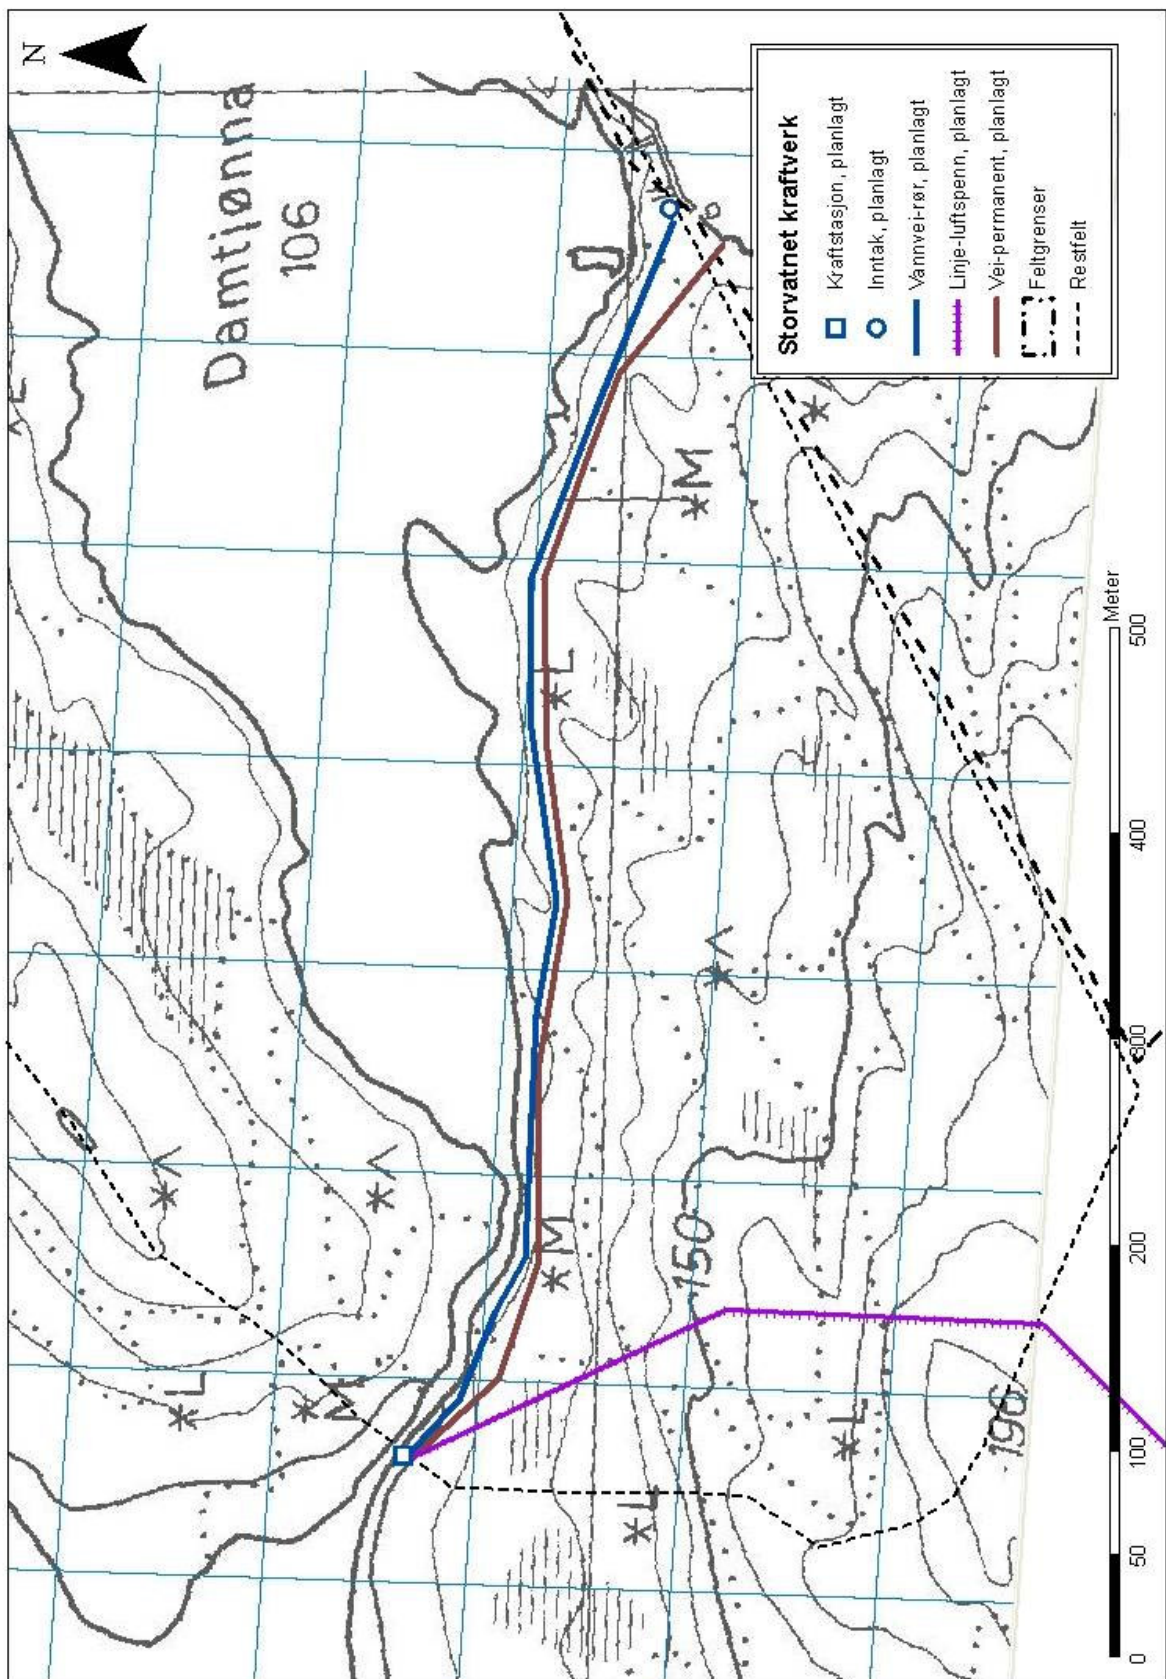 N
Damtjønna
106
Storvatnet kraftverk
Kraftstasjon, planlagt
Inntak, planlagt
Vannvei-rør, planlagt
Linje-luftspenn, planlagt
Vei-permanent, planlagt
Feltgrenser
Restfelt
M
L
M
150
L
L
L
196
Meter
0
50
100
200
300
400
500